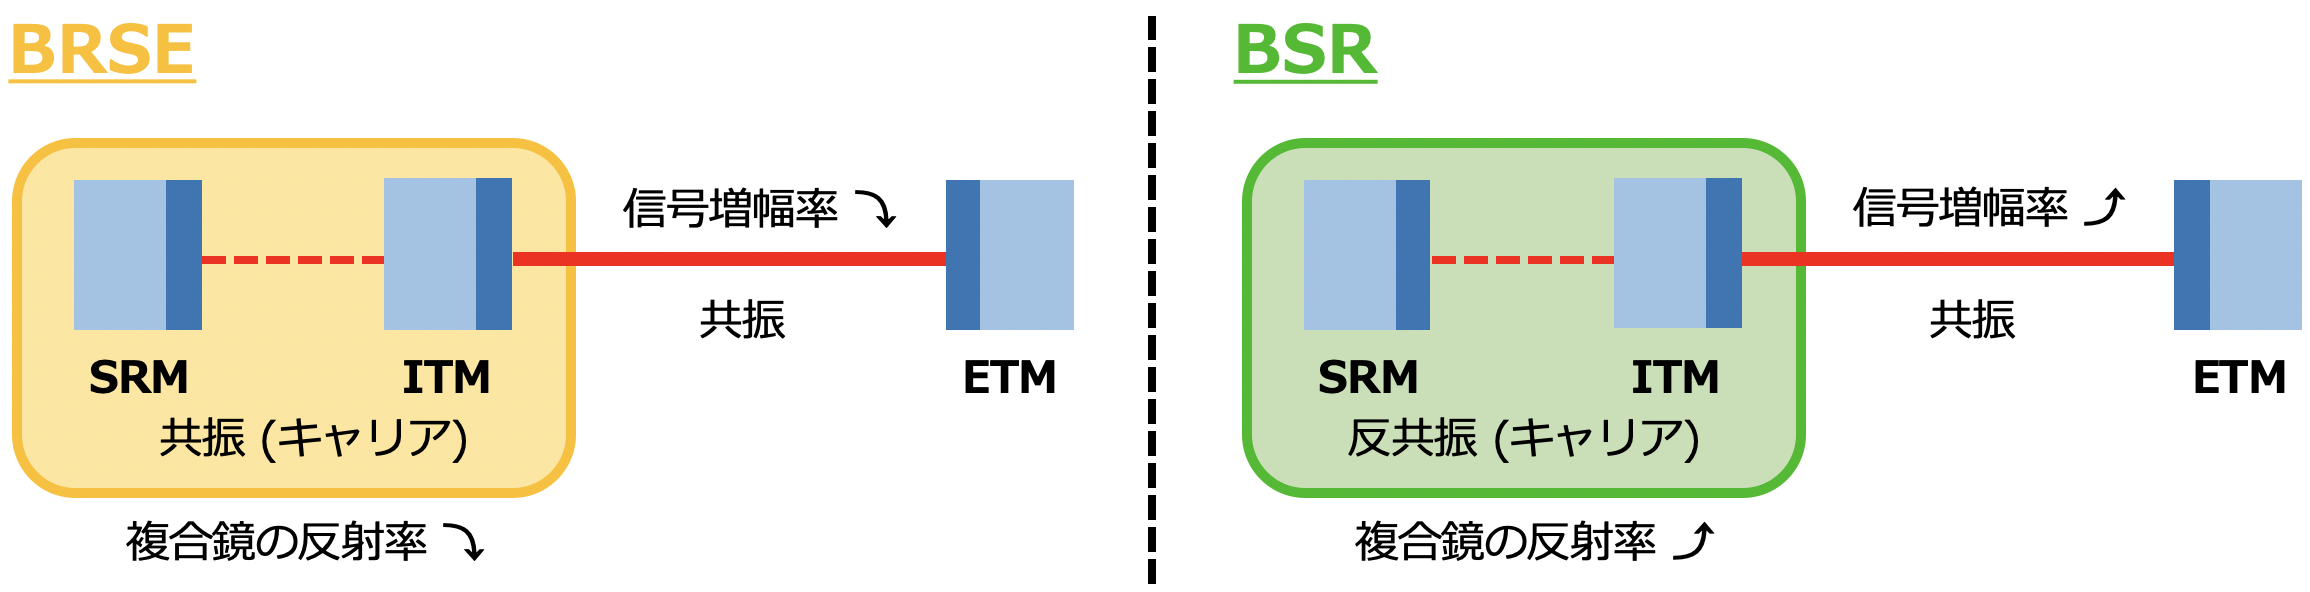 BRSE
信号増幅率 ⤵
共振
SRM
ITM
ETM
共振 (キャリア)
複合鏡の反射率 ⤵
BSR
信号増幅率 ⤴
共振
SRM
ITM
ETM
反共振 (キャリア)
複合鏡の反射率 ⤴